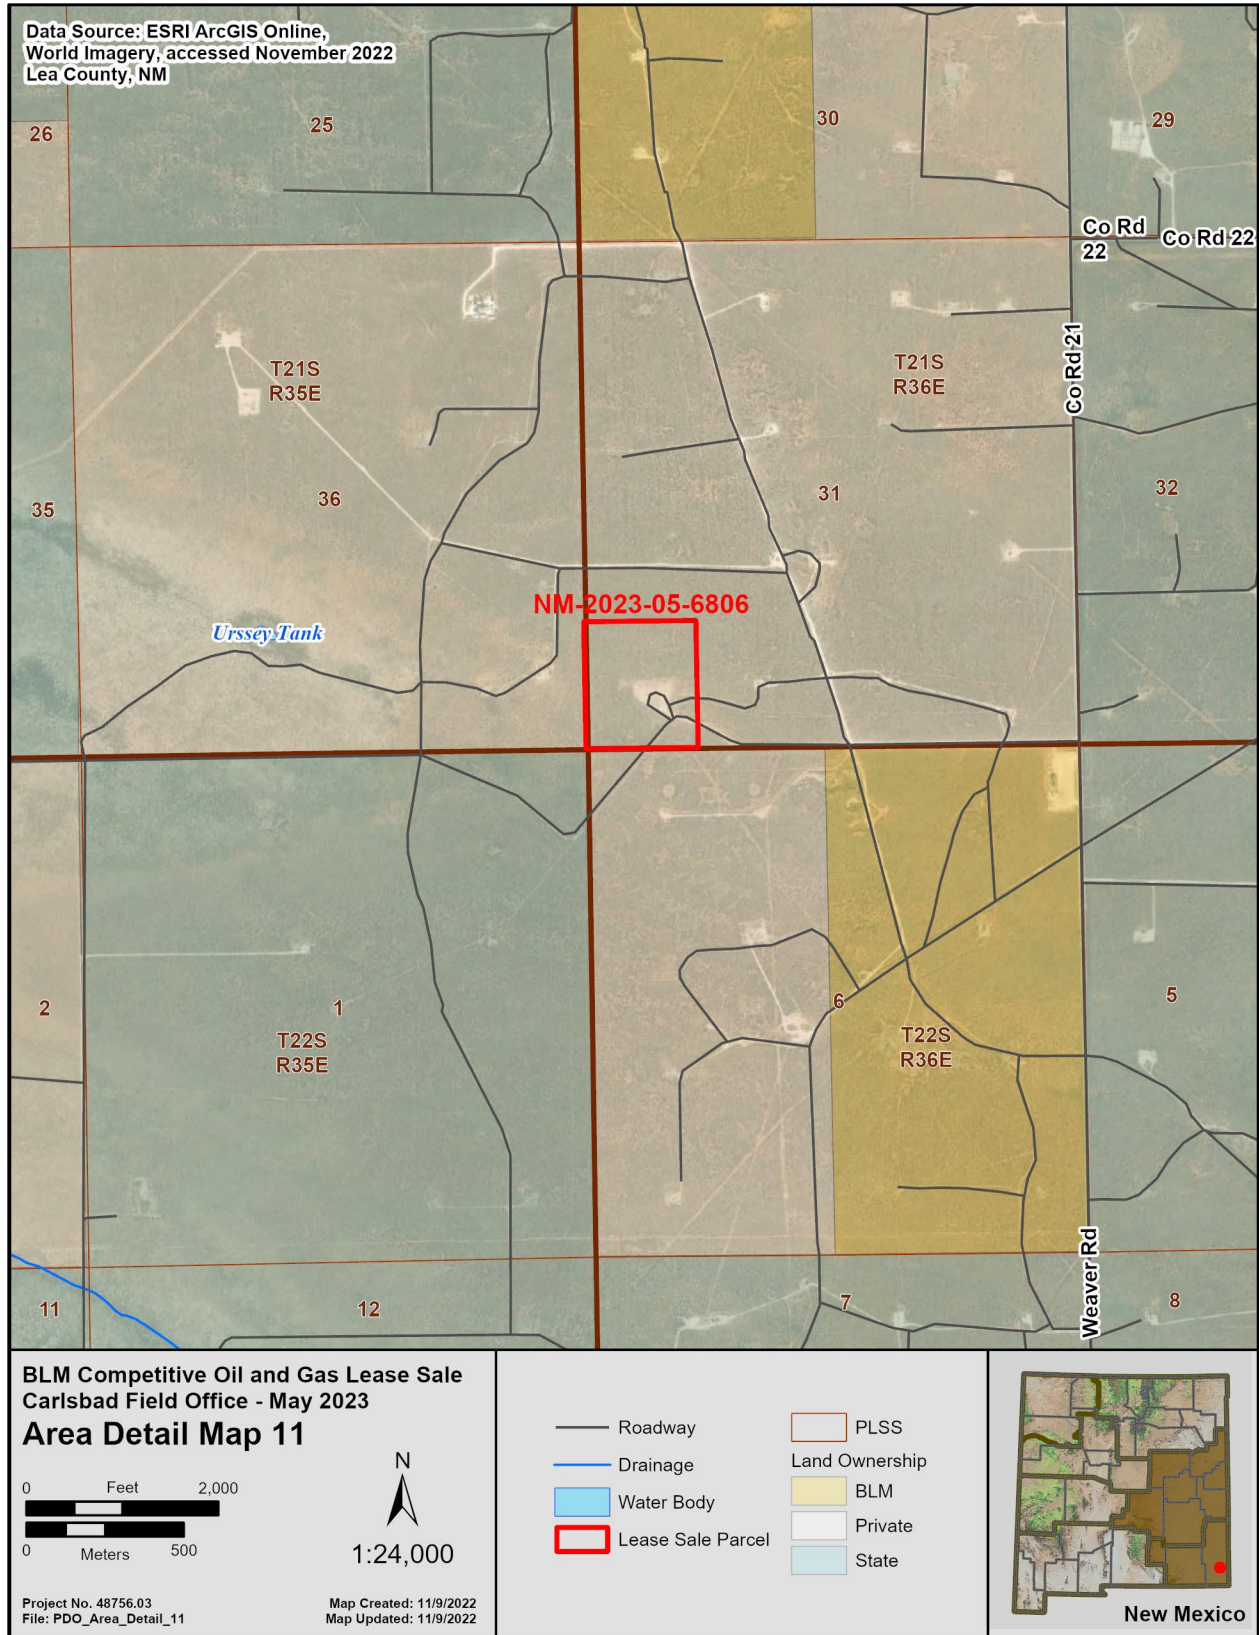 Data Source: ESRI ArcGIS Online,
World Imagery, accessed November 2022
Lea County, NM
26
25
30
29
Co Rd
22
Co Rd 22
T21S
R35E
T21S
R36E
Co Rd 21
35
36
31
32
NM-2023-05-6806
Urssey Tank
2
1
T22S
R35E
6
T22S
R36E
5
Weaver Rd
11
12
7
8
BLM Competitive Oil and Gas Lease Sale
Carlsbad Field Office - May 2023
Area Detail Map 11
0 Feet 2,000
0 Meters 500
N
1:24,000
Project No. 48756.03
File: PDO_Area_Detail_11
Map Created: 11/9/2022
Map Updated: 11/9/2022
Roadway
Drainage
Water Body
Lease Sale Parcel
PLSS
Land Ownership
BLM
Private
State
New Mexico